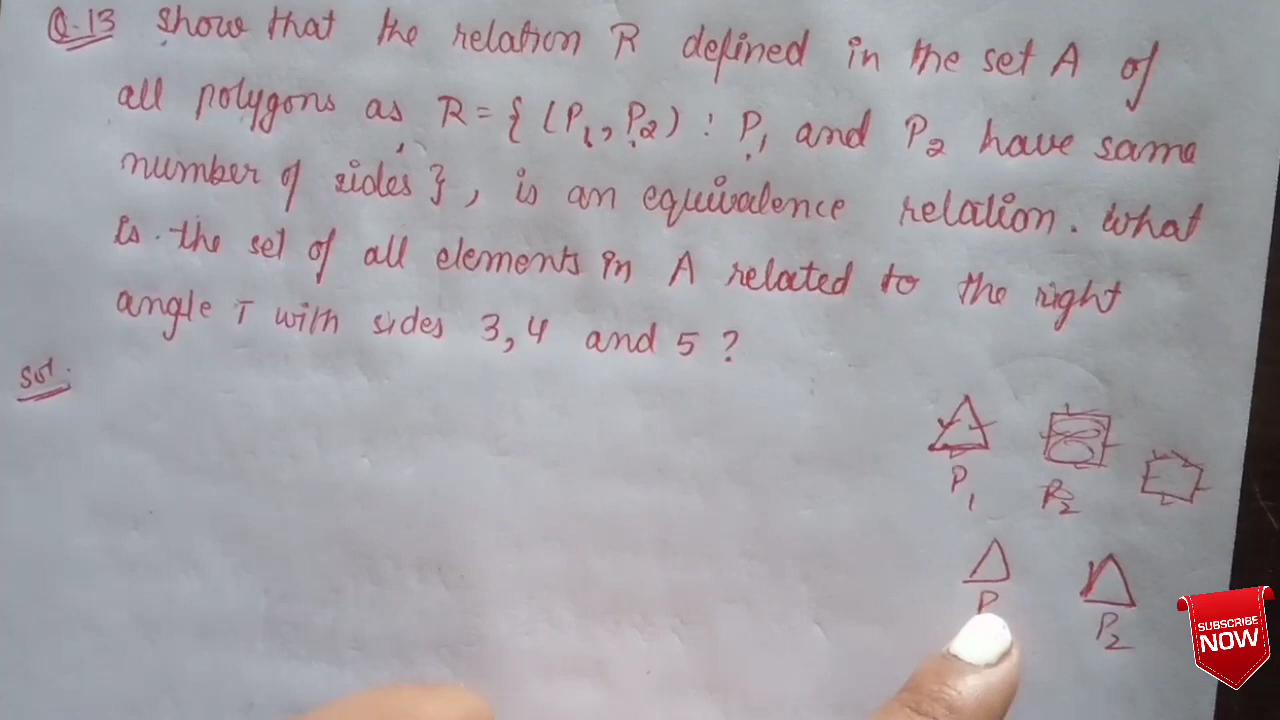 Q.13 Show that the relation R defined in the set A of
all polygons as R = { (P₁, P₂) : P₁ and P₂ have same
number of sides } , is an equivalence relation. What
is the set of all elements in A related to the right
angle T with sides 3, 4 and 5 ?
Sol.
P₁ P₂
P P₂
SUBSCRIBE
NOW